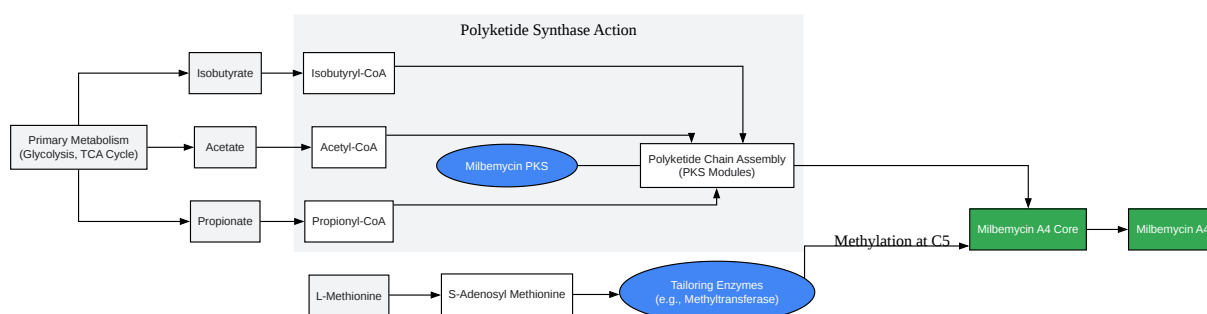 Polyketide Synthase Action
Isobutyrate
Isobutyryl-CoA
Primary Metabolism
(Glycolysis, TCA Cycle)
Acetate
Acetyl-CoA
Milbemycin PKS
Polyketide Chain Assembly
(PKS Modules)
Propionate
Propionyl-CoA
Milbemycin A4 Core
Milbemycin A4
Methylation at C5
L-Methionine
S-Adenosyl Methionine
Tailoring Enzymes
(e.g., Methyltransferase)